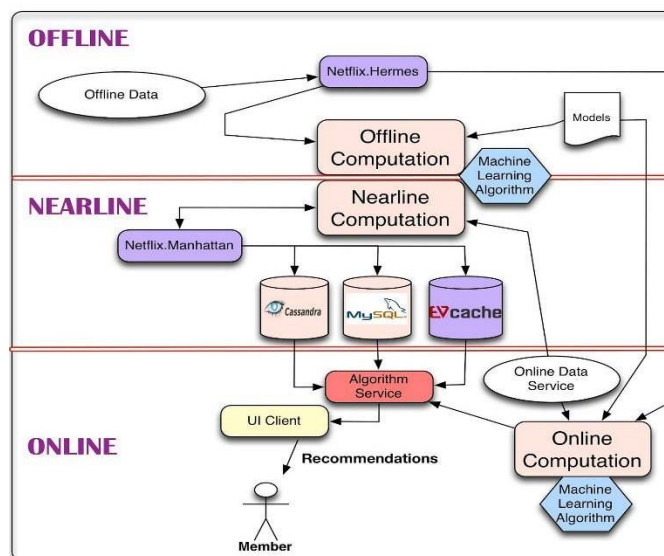 OFFLINE
Netflix.Hermes
Offline Data
Models
Offline
Computation
Machine
Learning
Algorithm
NEARLINE
Nearline
Computation
Netflix.Manhattan
Cassandra
MySQL
EVcache
Algorithm
Service
Online Data
Service
UI Client
ONLINE
Recommendations
Online
Computation
Machine
Learning
Algorithm
Member